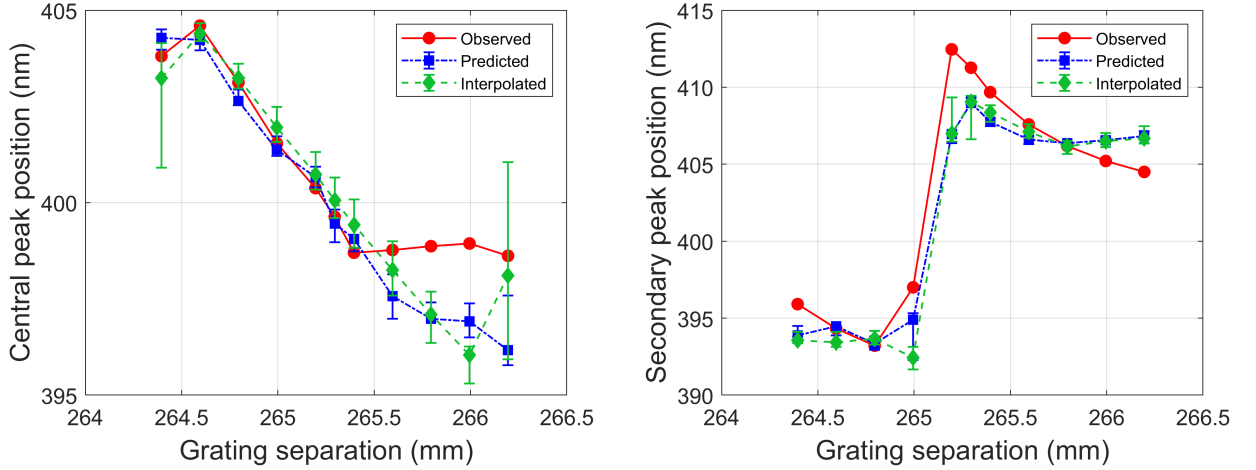 Central peak position (nm)
405
400
395
Observed
Predicted
Interpolated
264
264.5
265
265.5
266
266.5
Grating separation (mm)
Secondary peak position (nm)
415
410
405
400
395
390
Observed
Predicted
Interpolated
264
264.5
265
265.5
266
266.5
Grating separation (mm)